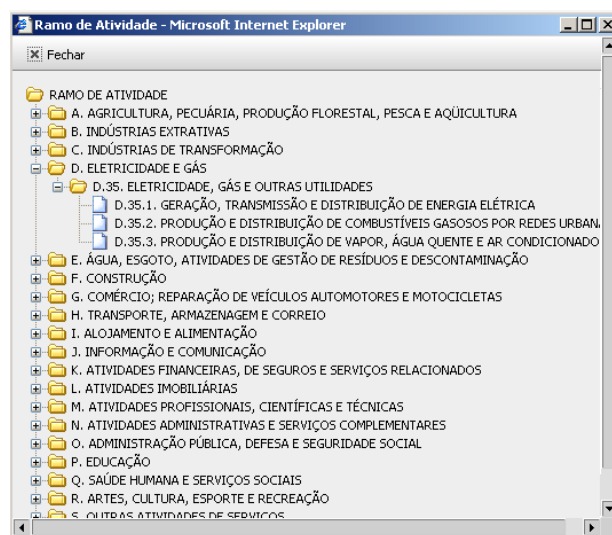 Ramo de Atividade - Microsoft Internet Explorer
Fechar
RAMO DE ATIVIDADE
A. AGRICULTURA, PECUÁRIA, PRODUÇÃO FLORESTAL, PESCA E AQÜICULTURA
B. INDÚSTRIAS EXTRATIVAS
C. INDÚSTRIAS DE TRANSFORMAÇÃO
D. ELETRICIDADE E GÁS
D.35. ELETRICIDADE, GÁS E OUTRAS UTILIDADES
D.35.1. GERAÇÃO, TRANSMISSÃO E DISTRIBUIÇÃO DE ENERGIA ELÉTRICA
D.35.2. PRODUÇÃO E DISTRIBUIÇÃO DE COMBUSTÍVEIS GASOSOS POR REDES URBANA
D.35.3. PRODUÇÃO E DISTRIBUIÇÃO DE VAPOR, ÁGUA QUENTE E AR CONDICIONADO
E. ÁGUA, ESGOTO, ATIVIDADES DE GESTÃO DE RESÍDUOS E DESCONTAMINAÇÃO
F. CONSTRUÇÃO
G. COMÉRCIO; REPARAÇÃO DE VEÍCULOS AUTOMOTORES E MOTOCICLETAS
H. TRANSPORTE, ARMAZENAGEM E CORREIO
I. ALOJAMENTO E ALIMENTAÇÃO
J. INFORMAÇÃO E COMUNICAÇÃO
K. ATIVIDADES FINANCEIRAS, DE SEGUROS E SERVIÇOS RELACIONADOS
L. ATIVIDADES IMOBILIÁRIAS
M. ATIVIDADES PROFISSIONAIS, CIENTÍFICAS E TÉCNICAS
N. ATIVIDADES ADMINISTRATIVAS E SERVIÇOS COMPLEMENTARES
O. ADMINISTRAÇÃO PÚBLICA, DEFESA E SEGURIDADE SOCIAL
P. EDUCAÇÃO
Q. SAÚDE HUMANA E SERVIÇOS SOCIAIS
R. ARTES, CULTURA, ESPORTE E RECREAÇÃO
S. OUTRAS ATIVIDADES DE SERVIÇOS